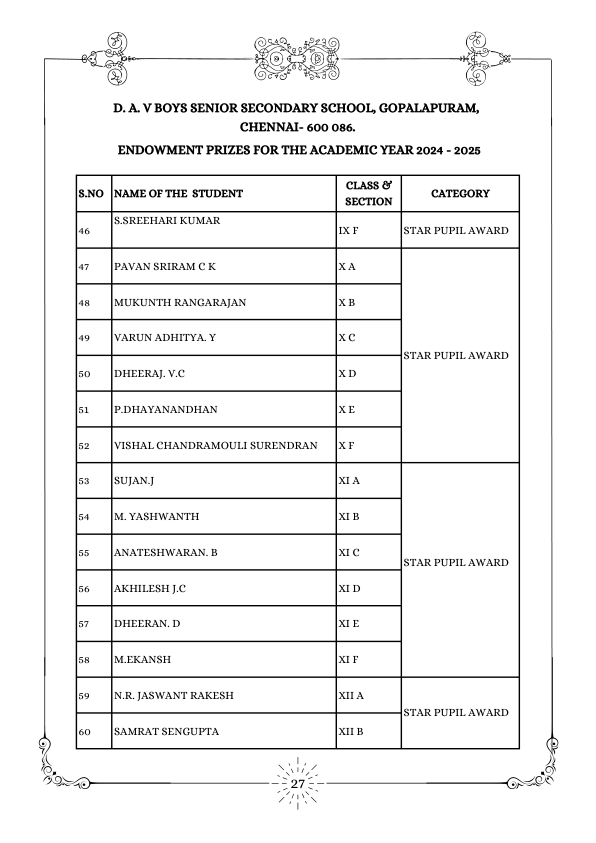 D. A. V BOYS SENIOR SECONDARY SCHOOL, GOPALAPURAM,
CHENNAI- 600 086.
ENDOWMENT PRIZES FOR THE ACADEMIC YEAR 2024 - 2025
S.NO NAME OF THE STUDENT CLASS & SECTION CATEGORY
46 S.SREEHARI KUMAR IX F STAR PUPIL AWARD
47 PAVAN SRIRAM C K X A
48 MUKUNTH RANGARAJAN X B
49 VARUN ADHITYA. Y X C
STAR PUPIL AWARD
50 DHEERAJ. V.C X D
51 P.DHAYANANDHAN X E
52 VISHAL CHANDRAMOULI SURENDRAN X F
53 SUJAN.J XI A
54 M. YASHWANTH XI B
55 ANATESHWARAN. B XI C
STAR PUPIL AWARD
56 AKHILESH J.C XI D
57 DHEERAN. D XI E
58 M.EKANSH XI F
59 N.R. JASWANT RAKESH XII A
STAR PUPIL AWARD
60 SAMRAT SENGUPTA XII B
27